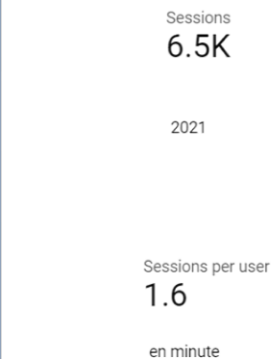 Sessions
6.5K
2021
Sessions per user
1.6
en minute